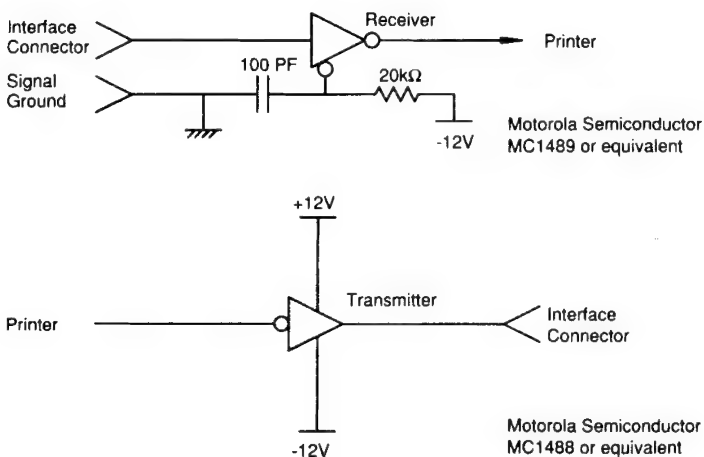 Interface
Connector
Receiver
Printer
Signal
Ground
100 PF
20kΩ
-12V
Motorola Semiconductor
MC1489 or equivalent
+12V
Printer
Transmitter
Interface
Connector
-12V
Motorola Semiconductor
MC1488 or equivalent